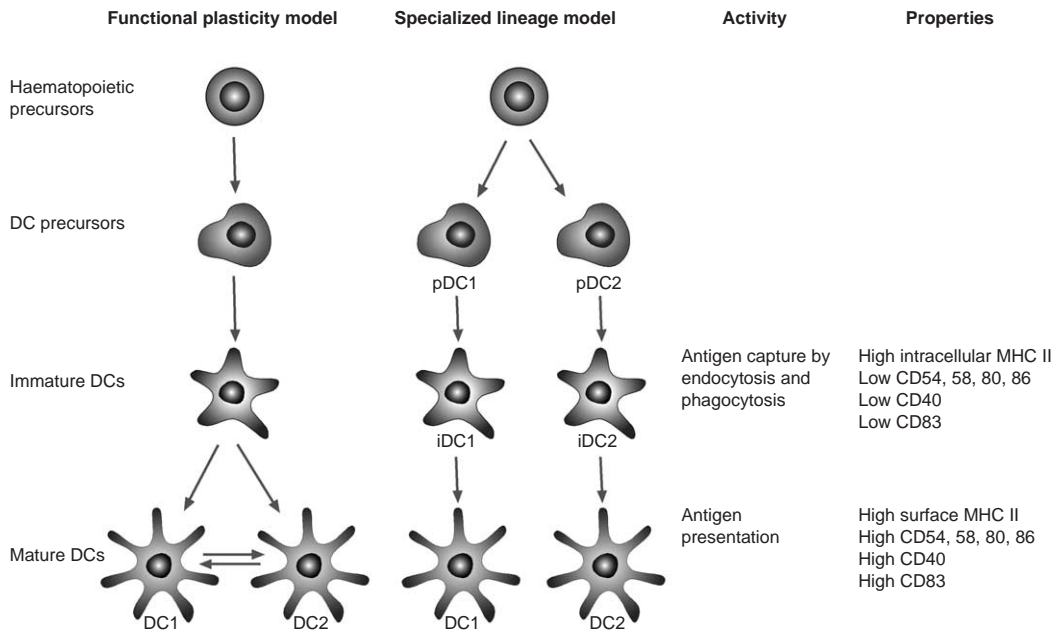 Functional plasticity model
Specialized lineage model
Activity
Properties
Haematopoietic
precursors
DC precursors
pDC1
pDC2
Immature DCs
iDC1
iDC2
Antigen capture by
endocytosis and
phagocytosis
High intracellular MHC II
Low CD54, 58, 80, 86
Low CD40
Low CD83
Mature DCs
DC1
DC2
DC1
DC2
Antigen
presentation
High surface MHC II
High CD54, 58, 80, 86
High CD40
High CD83